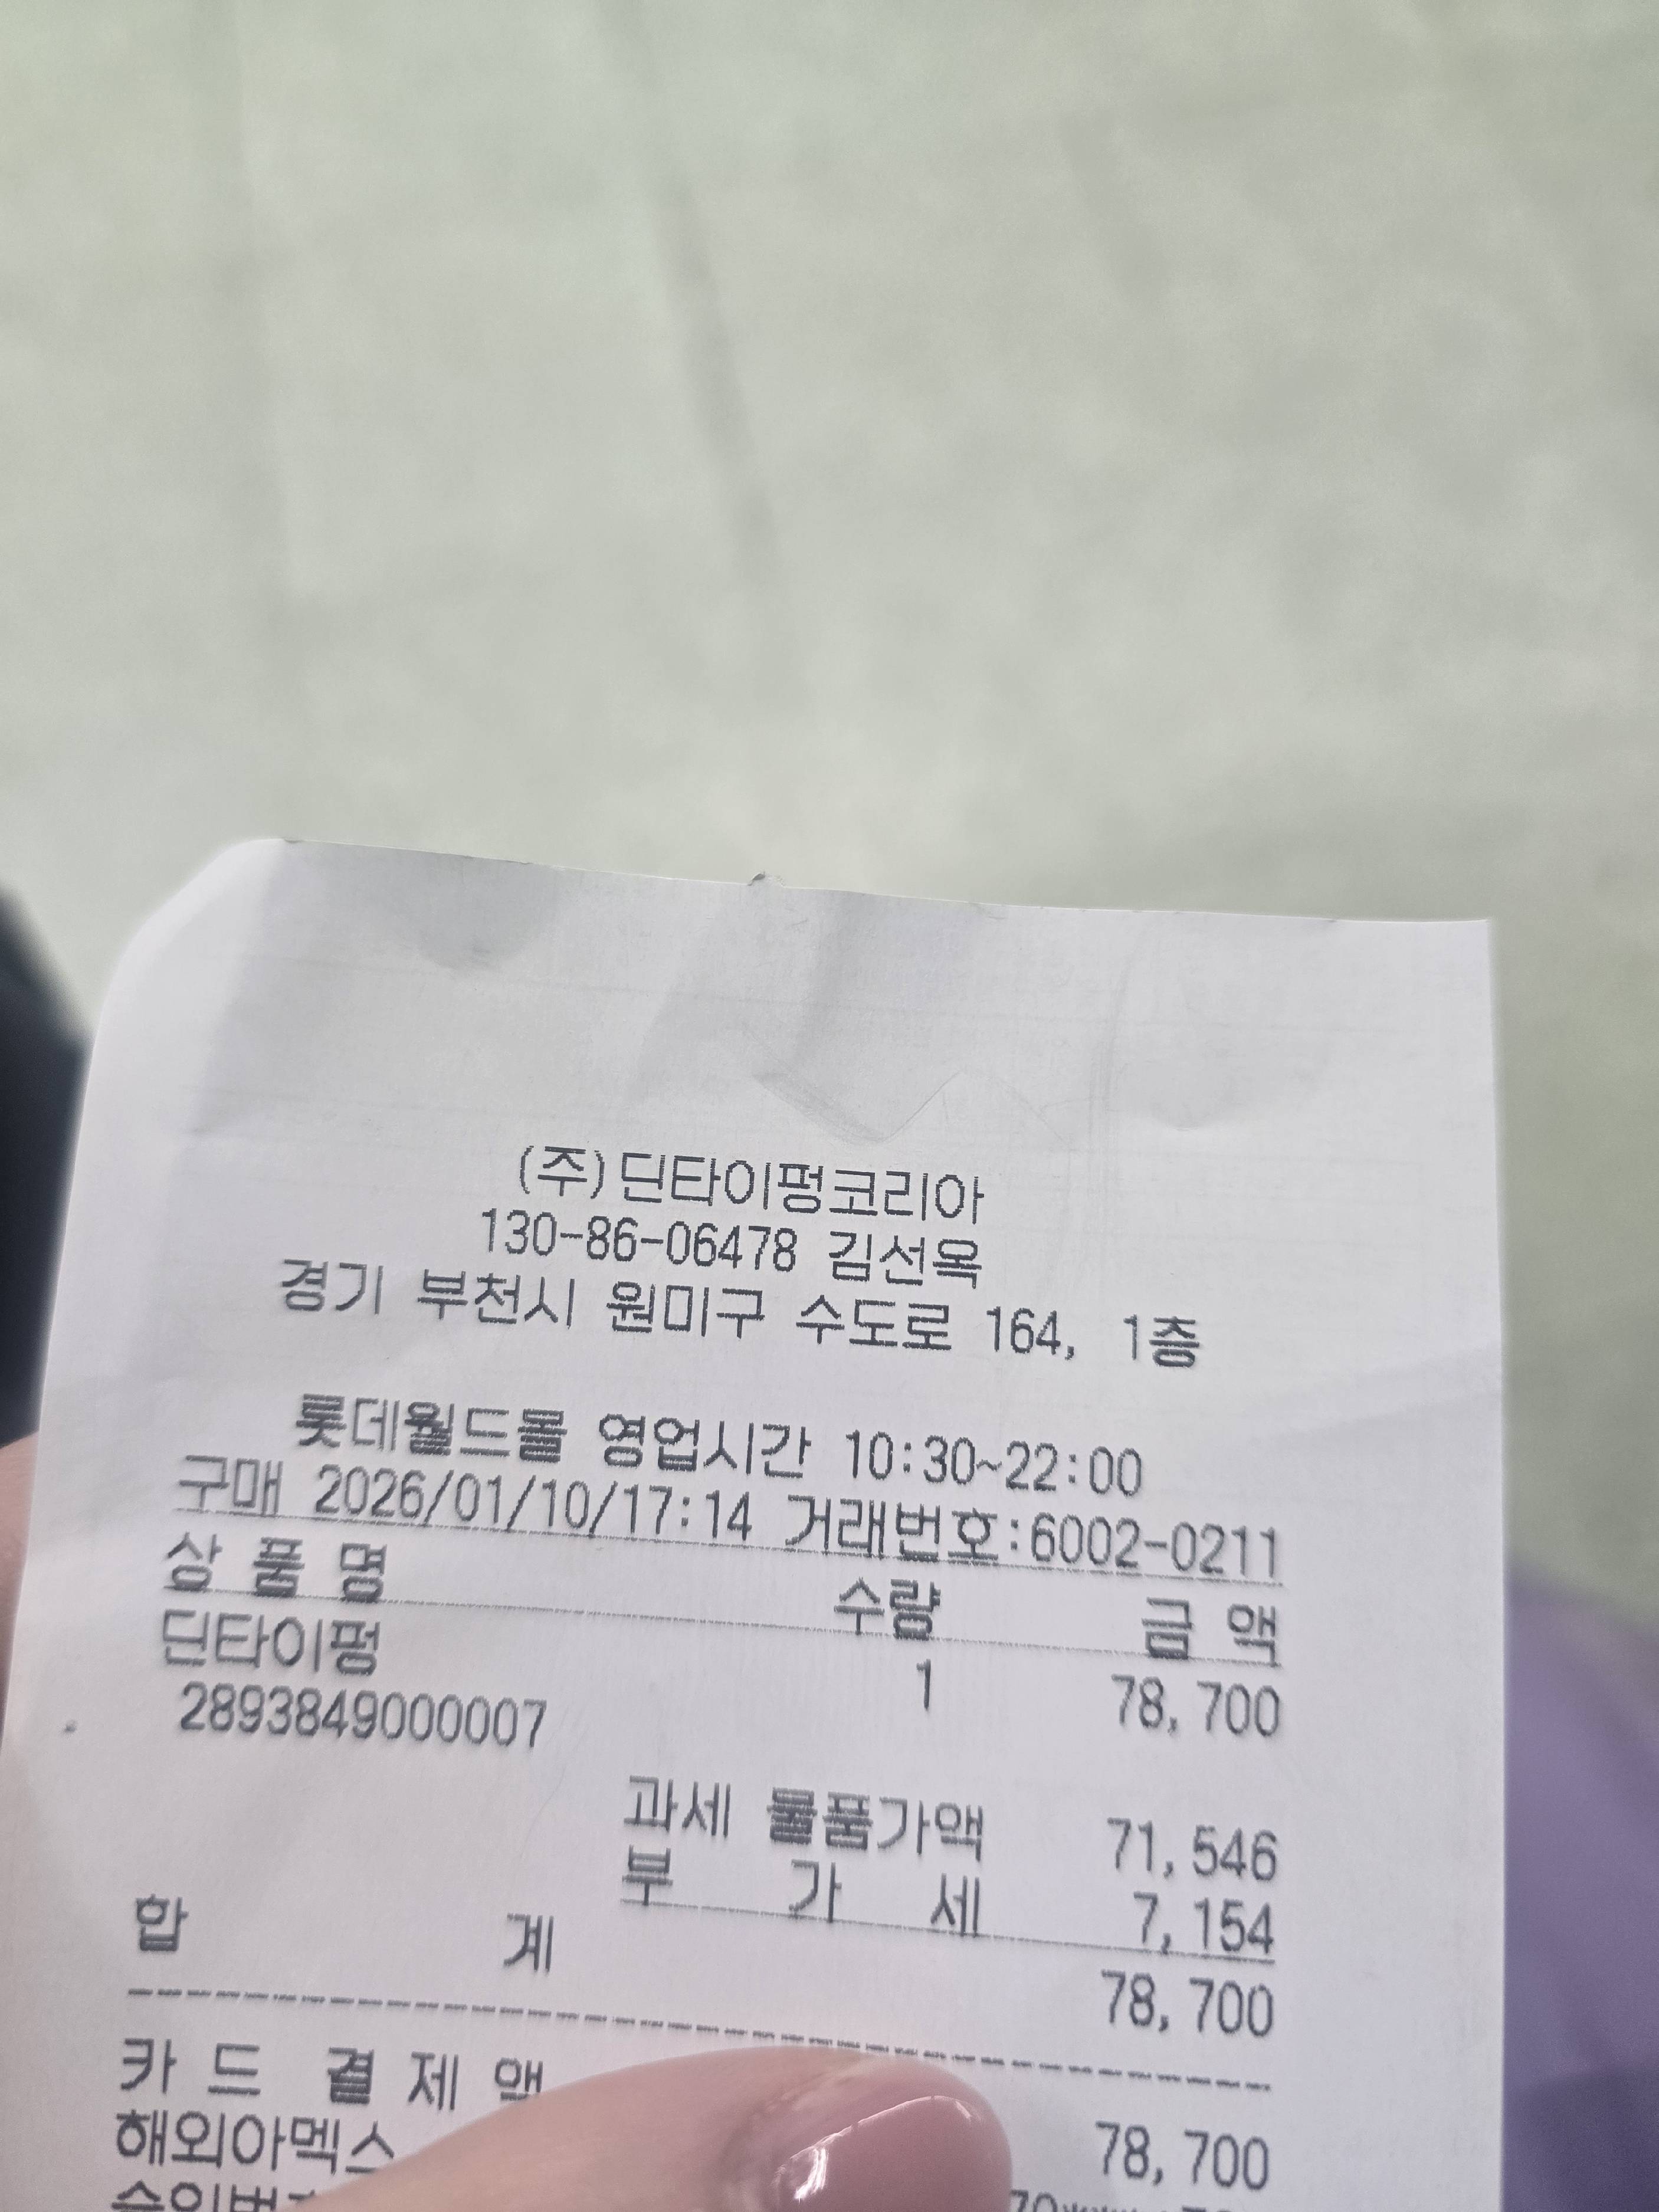 (주)딘타이펑코리아
130-86-06478 김선옥
경기 부천시 원미구 수도로 164, 1층
롯데월드몰 영업시간 10:30~22:00
구매 2026/01/10/17:14 거래번호:6002-0211
상 품 명 수량 금 액
딘타이펑 1 78,700
2893849000007
과세 물품가액 71,546
부 가 세 7,154
합 계 78,700
카 드 결 제 액 78,700
해외아멕스